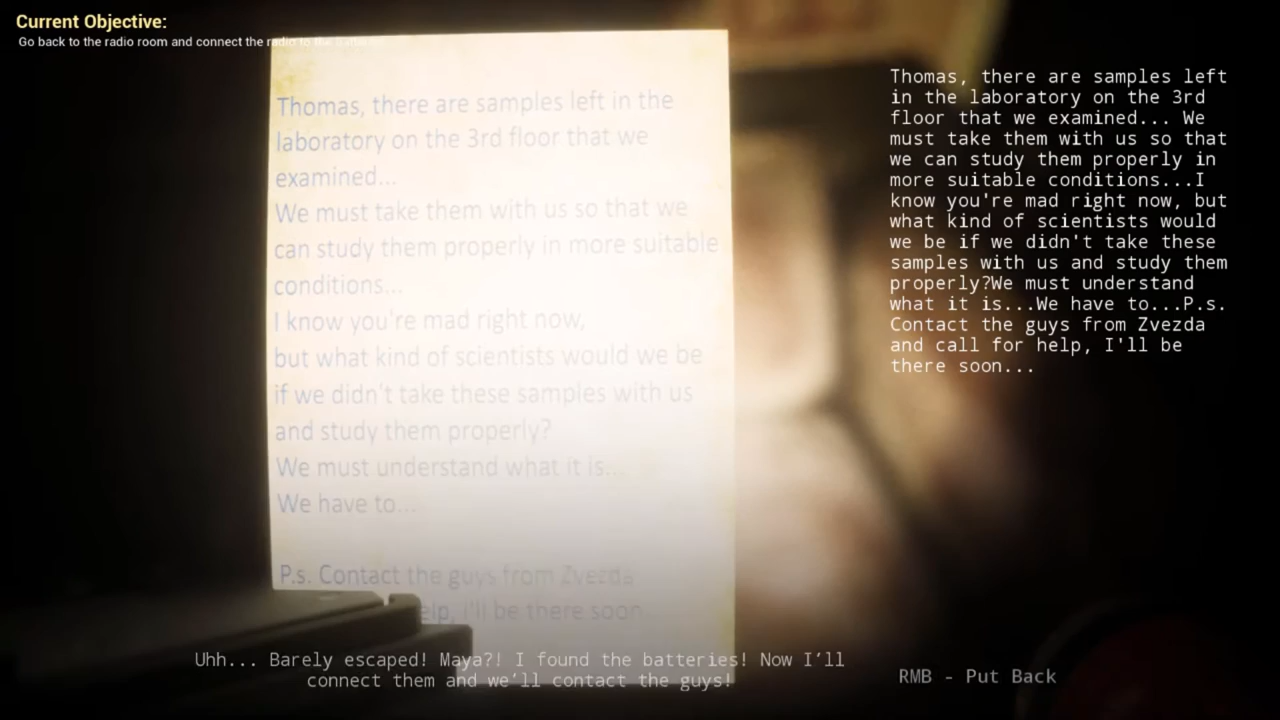 Current Objective:
Go back to the radio room and connect the radio to the
Thomas, there are samples left in the
laboratory on the 3rd floor that we
examined...
We must take them with us so that we
can study them properly in more suitable
conditions...
I know you're mad right now,
but what kind of scientists would we be
if we didn't take these samples with us
and study them properly?
We must understand what it is...
We have to...
P.s. Contact the guys from Zvezda
help, i'll be there soon
Thomas, there are samples left
in the laboratory on the 3rd
floor that we examined... We
must take them with us so that
we can study them properly in
more suitable conditions...I
know you're mad right now, but
what kind of scientists would
we be if we didn't take these
samples with us and study them
properly?We must understand
what it is...We have to...P.s.
Contact the guys from Zvezda
and call for help, I'll be
there soon...
Uhh... Barely escaped! Maya?! I found the batteries! Now I'll
connect them and we'll contact the guys!
RMB - Put Back